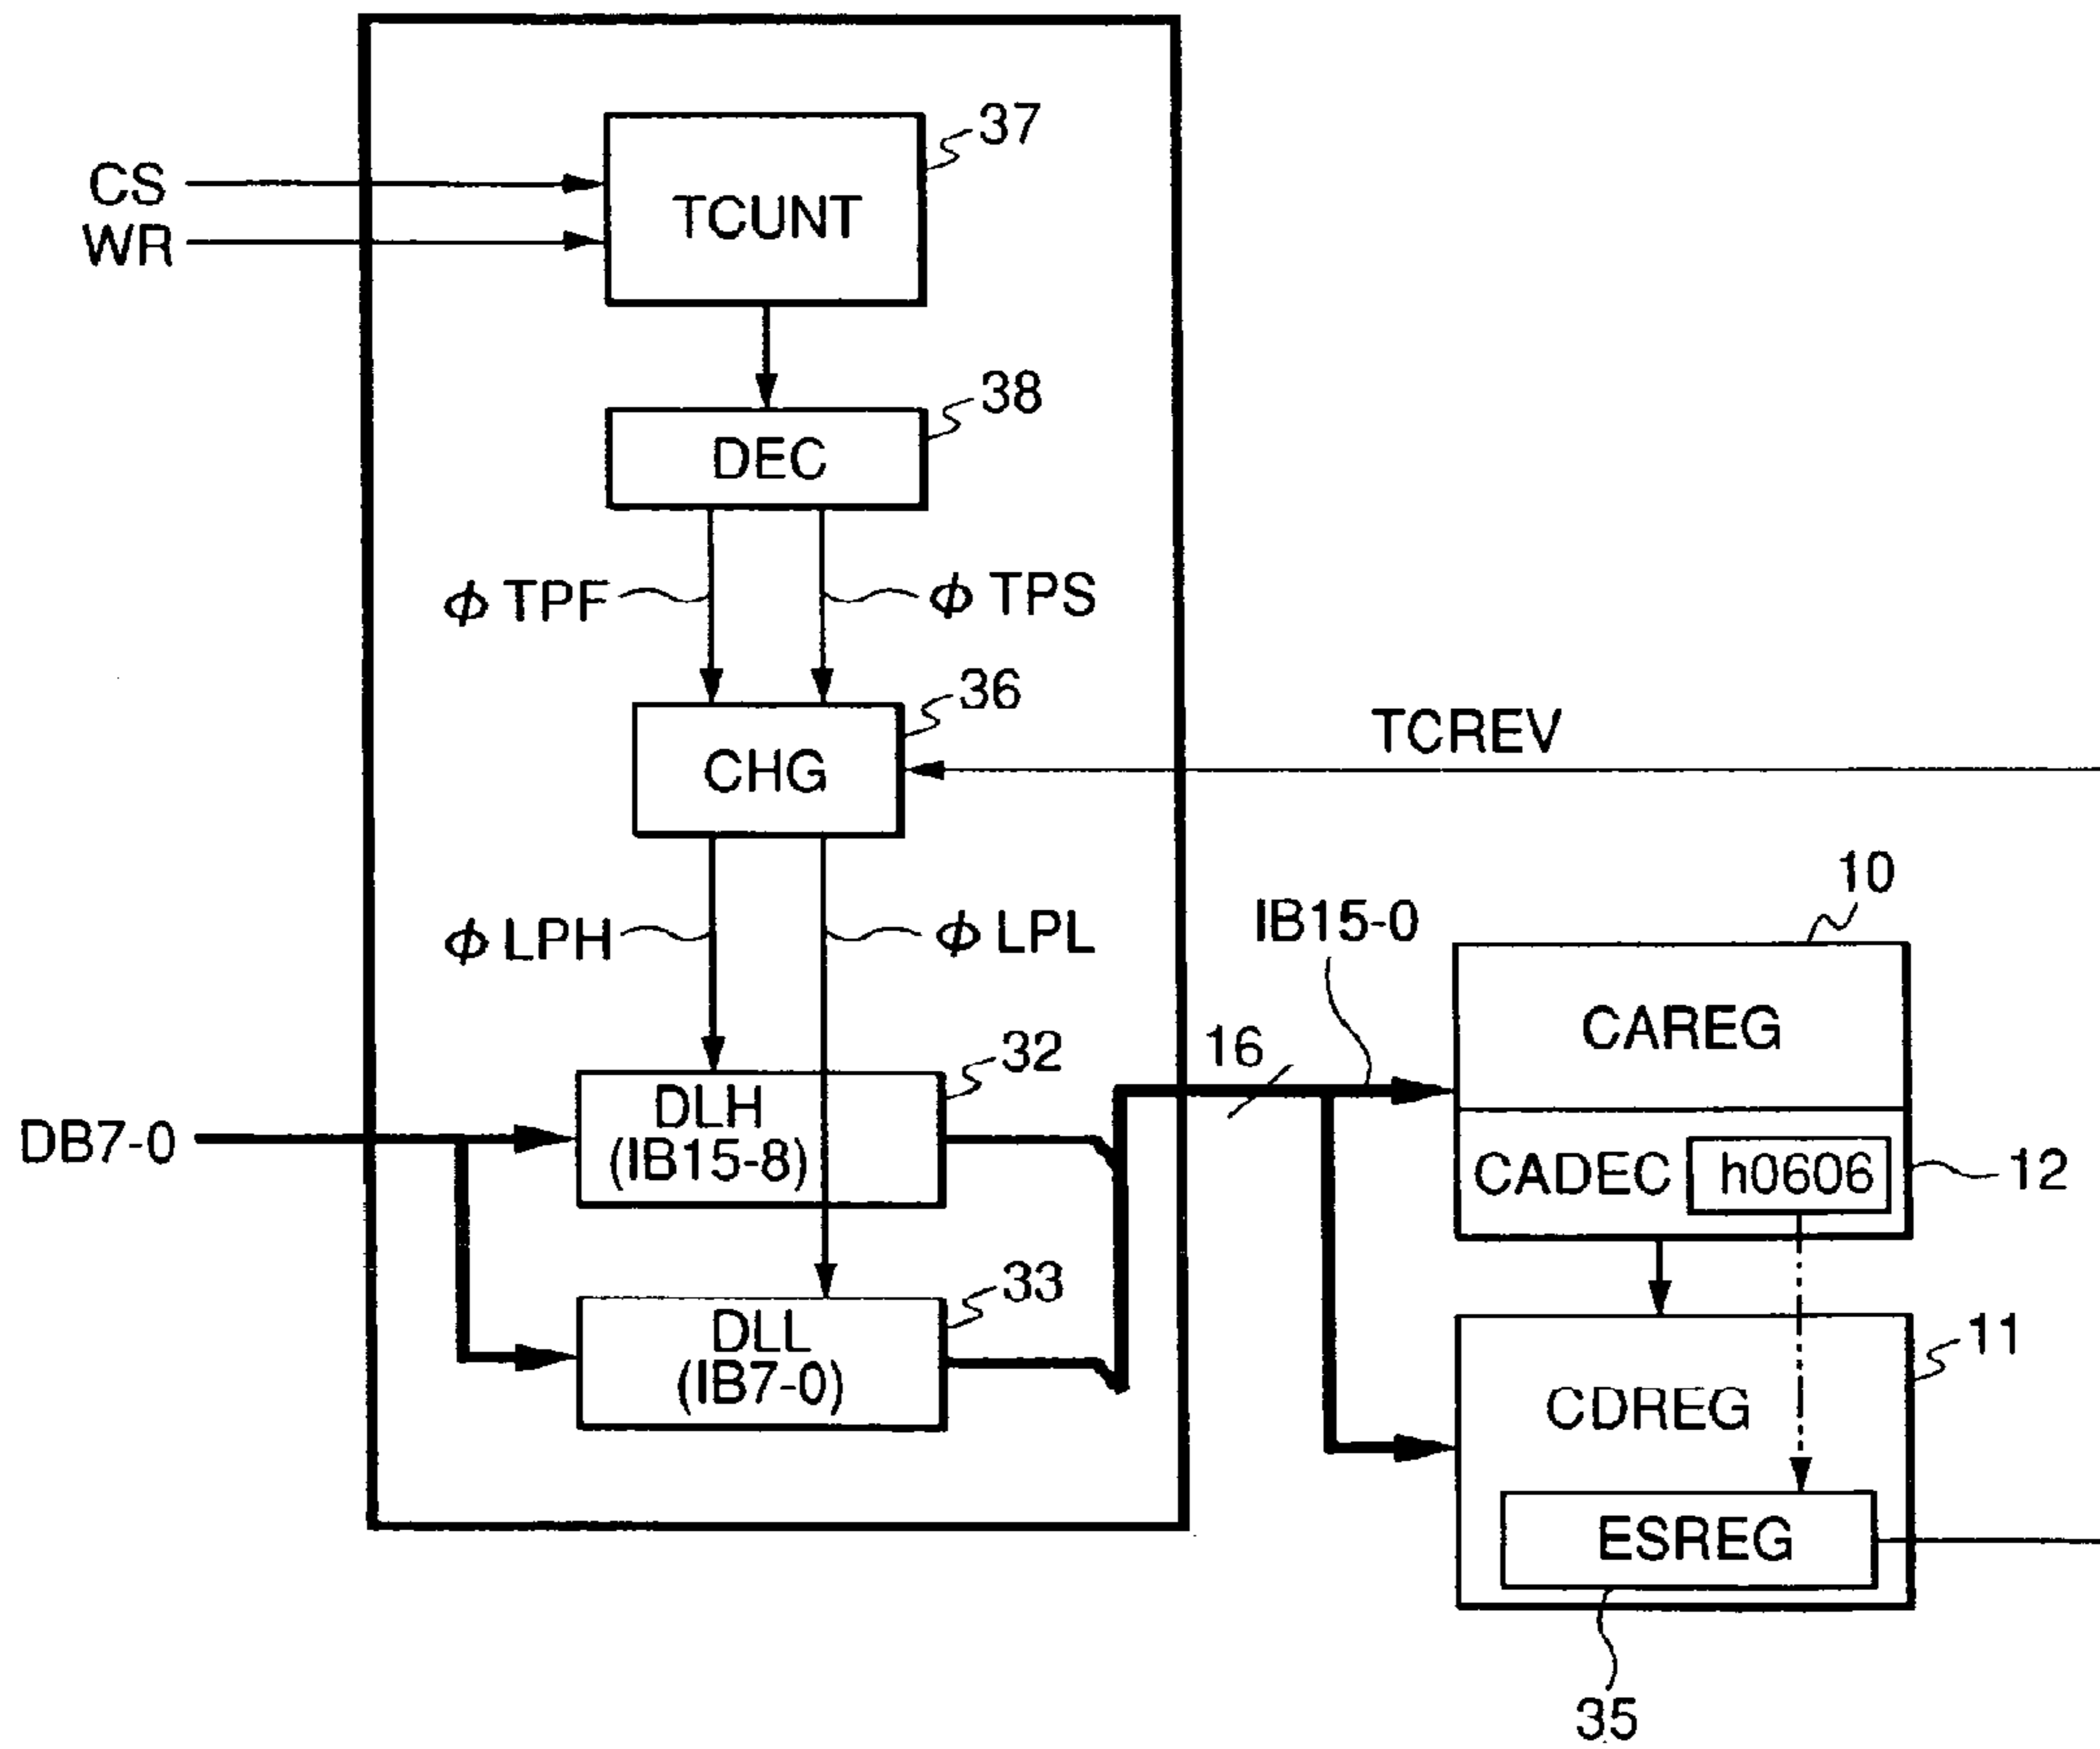 37
CS
WR
TCUNT
38
DEC
ϕ TPF
ϕ TPS
36
CHG
TCREV
10
ϕ LPH
ϕ LPL
IB15-0
CAREG
16
32
DB7-0
DLH
(IB15-8)
CADEC
h0606
12
33
DLL
(IB7-0)
11
CDREG
ESREG
35